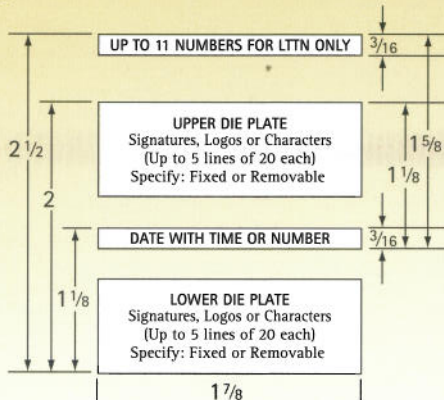 UP TO 11 NUMBERS FOR LTTN ONLY
3/16
2 1/2
2
UPPER DIE PLATE
Signatures, Logos or Characters
(Up to 5 lines of 20 each)
Specify: Fixed or Removable
1 5/8
1 1/8
DATE WITH TIME OR NUMBER
3/16
1 1/8
LOWER DIE PLATE
Signatures, Logos or Characters
(Up to 5 lines of 20 each)
Specify: Fixed or Removable
1 7/8